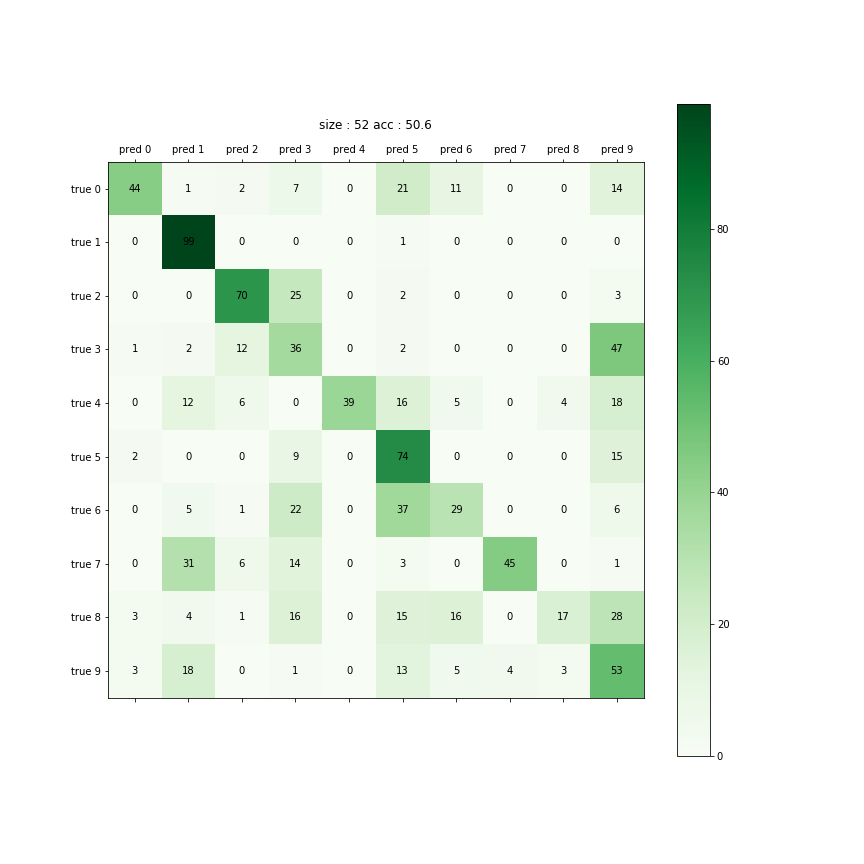 size : 52 acc : 50.6
pred 0 pred 1 pred 2 pred 3 pred 4 pred 5 pred 6 pred 7 pred 8 pred 9
true 0 44 1 2 7 0 21 11 0 0 14
true 1 0 99 0 0 0 1 0 0 0 0
80
true 2 0 0 70 25 0 2 0 0 0 3
true 3 1 2 12 36 0 2 0 0 0 47
60
true 4 0 12 6 0 39 16 5 0 4 18
true 5 2 0 0 9 0 74 0 0 0 15
40
true 6 0 5 1 22 0 37 29 0 0 6
true 7 0 31 6 14 0 3 0 45 0 1
true 8 3 4 1 16 0 15 16 0 17 28
20
true 9 3 18 0 1 0 13 5 4 3 53
0